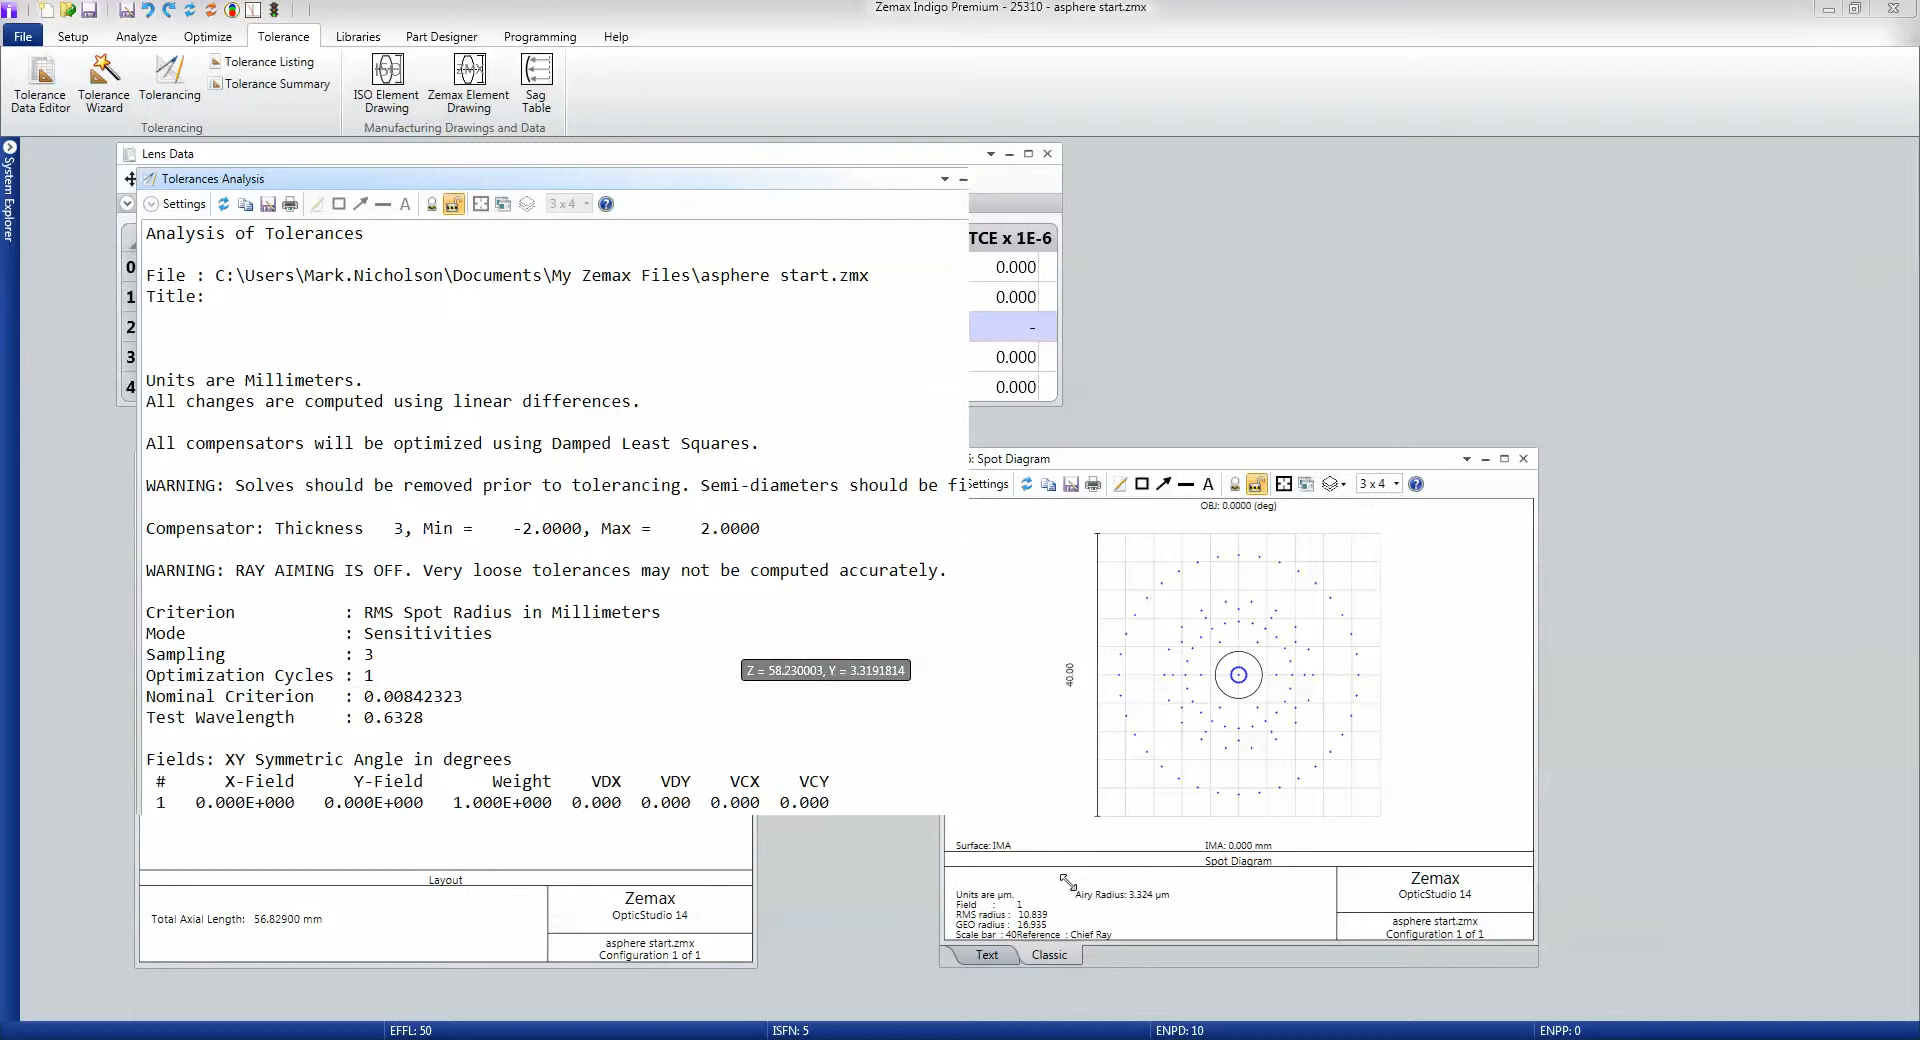 Zemax Indigo Premium - 25310 - asphere start.zmx
File Setup Analyze Optimize Tolerance Libraries Part Designer Programming Help
Tolerance Data Editor
Tolerance Wizard
Tolerancing
Tolerance Listing
Tolerance Summary
ISO Element Drawing
Zemax Element Drawing
Sag Table
Tolerancing
Manufacturing Drawings and Data
System Explorer
Lens Data
Tolerances Analysis
Settings
3 x 4
Analysis of Tolerances
File : C:\Users\Mark.Nicholson\Documents\My Zemax Files\asphere start.zmx
Title:
Units are Millimeters.
All changes are computed using linear differences.
All compensators will be optimized using Damped Least Squares.
WARNING: Solves should be removed prior to tolerancing. Semi-diameters should be fi
Compensator: Thickness 3, Min = -2.0000, Max = 2.0000
WARNING: RAY AIMING IS OFF. Very loose tolerances may not be computed accurately.
Criterion : RMS Spot Radius in Millimeters
Mode : Sensitivities
Sampling : 3
Optimization Cycles : 1
Nominal Criterion : 0.00842323
Test Wavelength : 0.6328
Fields: XY Symmetric Angle in degrees
# X-Field Y-Field Weight VDX VDY VCX VCY
1 0.000E+000 0.000E+000 1.000E+000 0.000 0.000 0.000 0.000
Z = 58.230003, Y = 3.3191814
0
1
2
3
4
TCE x 1E-6
0.000
0.000
-
0.000
0.000
Layout
Total Axial Length: 56.82900 mm
Zemax
OpticStudio 14
asphere start.zmx
Configuration 1 of 1
: Spot Diagram
Settings
3 x 4
OBJ: 0.0000 (deg)
40.00
Surface: IMA
IMA: 0.000 mm
Spot Diagram
Units are µm.
Airy Radius: 3.324 µm
Field : 1
RMS radius : 10.839
GEO radius : 16.935
Scale bar : 40 Reference : Chief Ray
Zemax
OpticStudio 14
asphere start.zmx
Configuration 1 of 1
Text
Classic
EFFL: 50
ISFN: 5
ENPD: 10
ENPP: 0